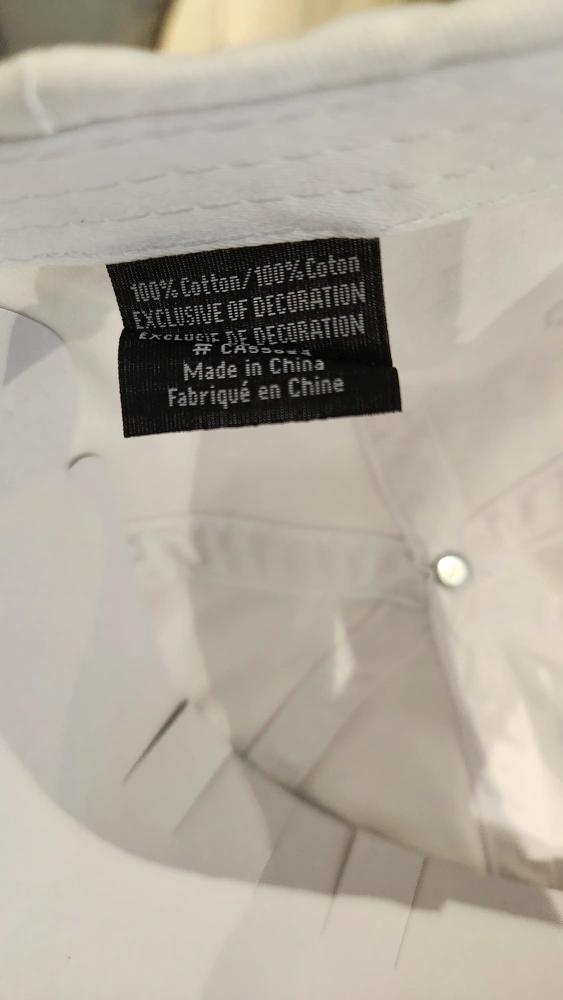 100% Cotton/100% Coton
EXCLUSIVE OF DECORATION
EXCLUSIF DE DECORATION
#
Made in China
Fabriqué en Chine